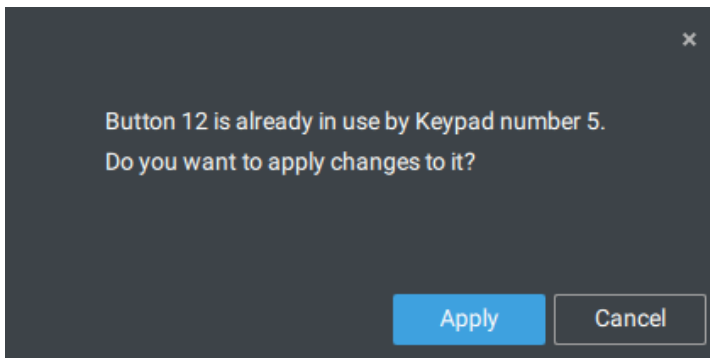 ×
Button 12 is already in use by Keypad number 5.
Do you want to apply changes to it?
Apply
Cancel